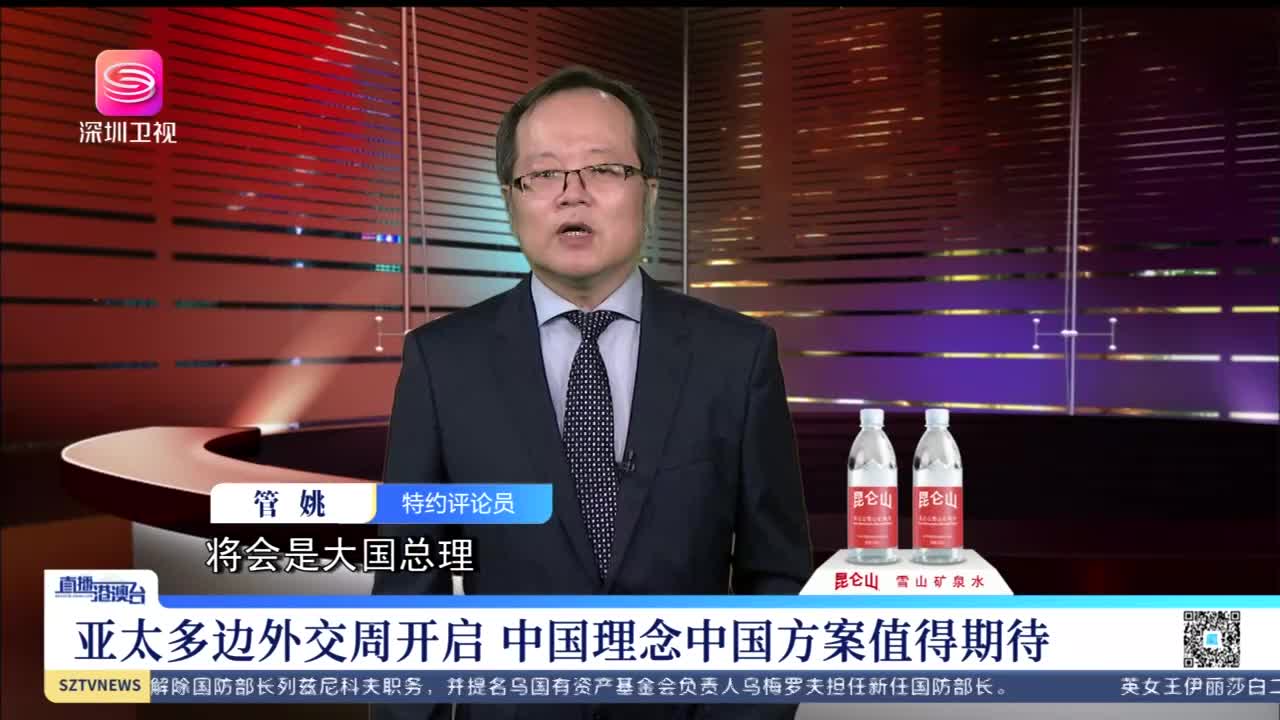 深圳卫视
昆仑山
昆仑山
管 姚
特约评论员
将会是大国总理
昆仑山 雪山矿泉水
直播港澳台
亚太多边外交周开启 中国理念中国方案值得期待
SZTVNEWS
解除国防部长列兹尼科夫职务，并提名乌国有资产基金会负责人乌梅罗夫担任新任国防部长。 英女王伊丽莎白二